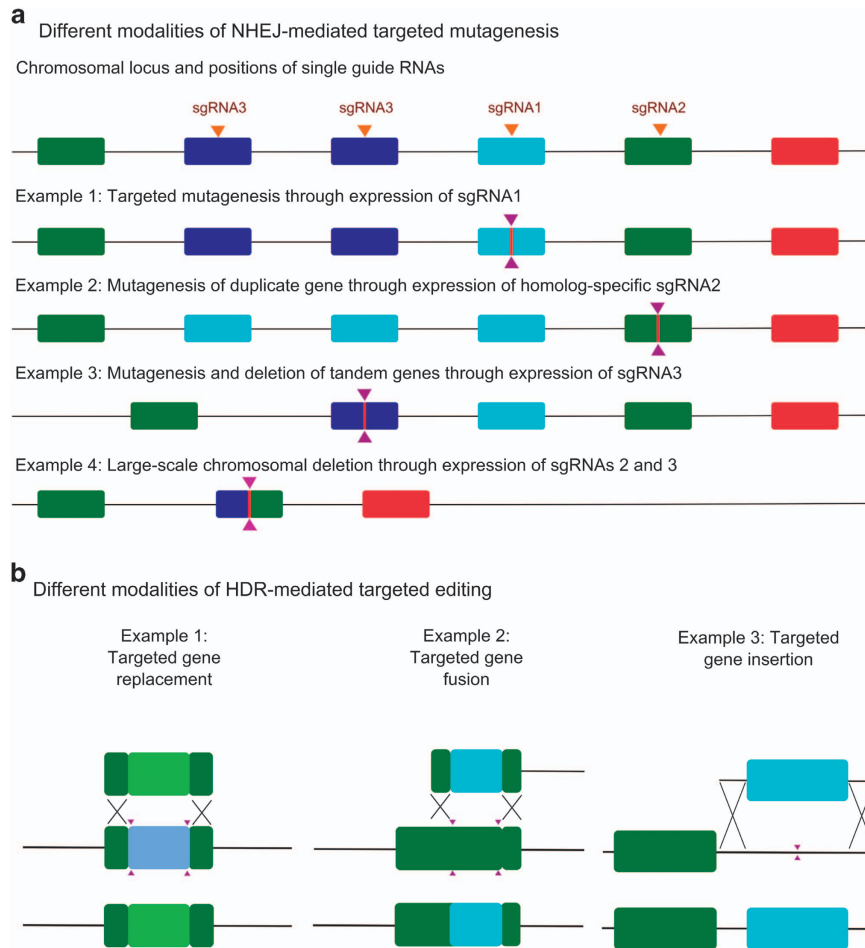 a
Different modalities of NHEJ-mediated targeted mutagenesis
Chromosomal locus and positions of single guide RNAs
sgRNA3 sgRNA3 sgRNA1 sgRNA2
Example 1: Targeted mutagenesis through expression of sgRNA1
Example 2: Mutagenesis of duplicate gene through expression of homolog-specific sgRNA2
Example 3: Mutagenesis and deletion of tandem genes through expression of sgRNA3
Example 4: Large-scale chromosomal deletion through expression of sgRNAs 2 and 3
b
Different modalities of HDR-mediated targeted editing
Example 1:
Targeted gene
replacement
Example 2:
Targeted gene
fusion
Example 3: Targeted
gene insertion